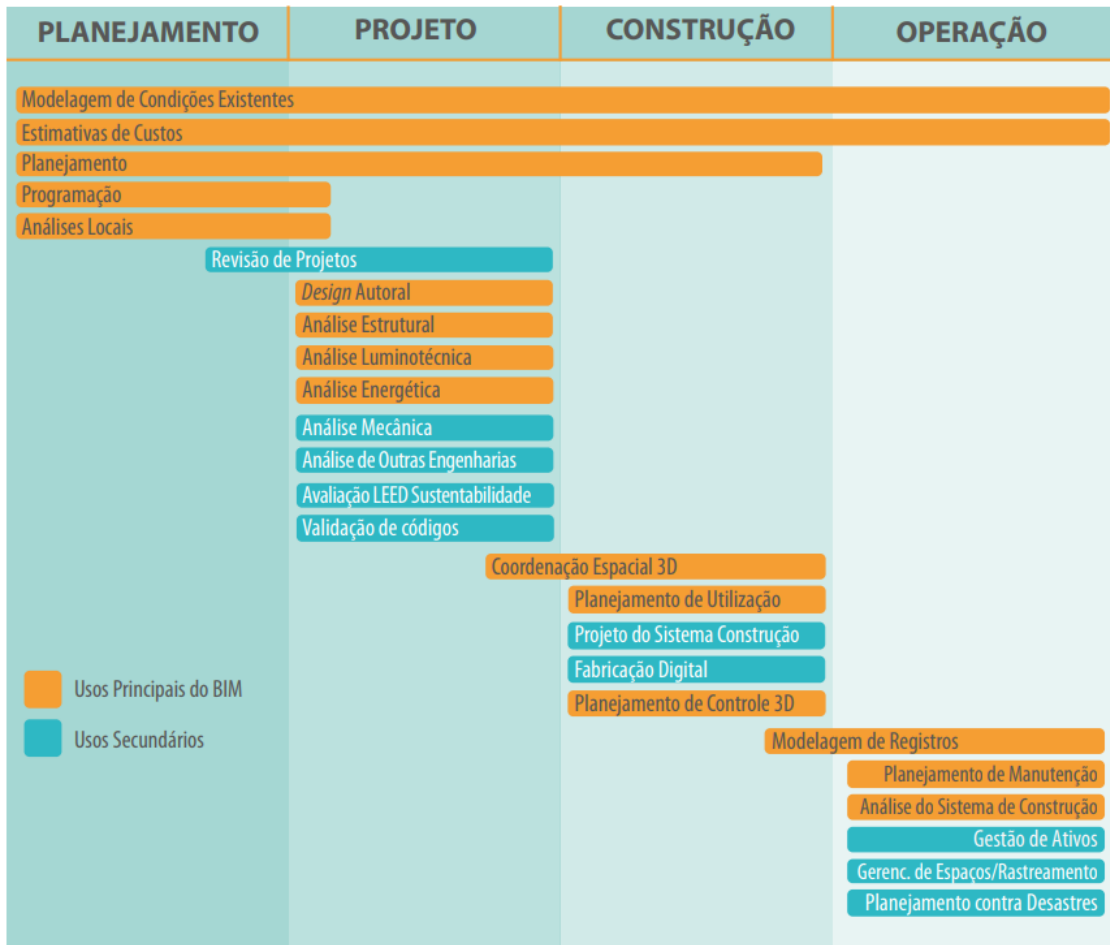 PLANEJAMENTO
PROJETO
CONSTRUÇÃO
OPERAÇÃO
Modelagem de Condições Existentes
Estimativas de Custos
Planejamento
Programação
Análises Locais
Revisão de Projetos
Design Autoral
Análise Estrutural
Análise Luminotécnica
Análise Energética
Análise Mecânica
Análise de Outras Engenharias
Avaliação LEED Sustentabilidade
Validação de códigos
Coordenação Espacial 3D
Planejamento de Utilização
Projeto do Sistema Construção
Fabricação Digital
Planejamento de Controle 3D
Modelagem de Registros
Planejamento de Manutenção
Análise do Sistema de Construção
Gestão de Ativos
Gerenc. de Espaços/Rastreamento
Planejamento contra Desastres
Usos Principais do BIM
Usos Secundários